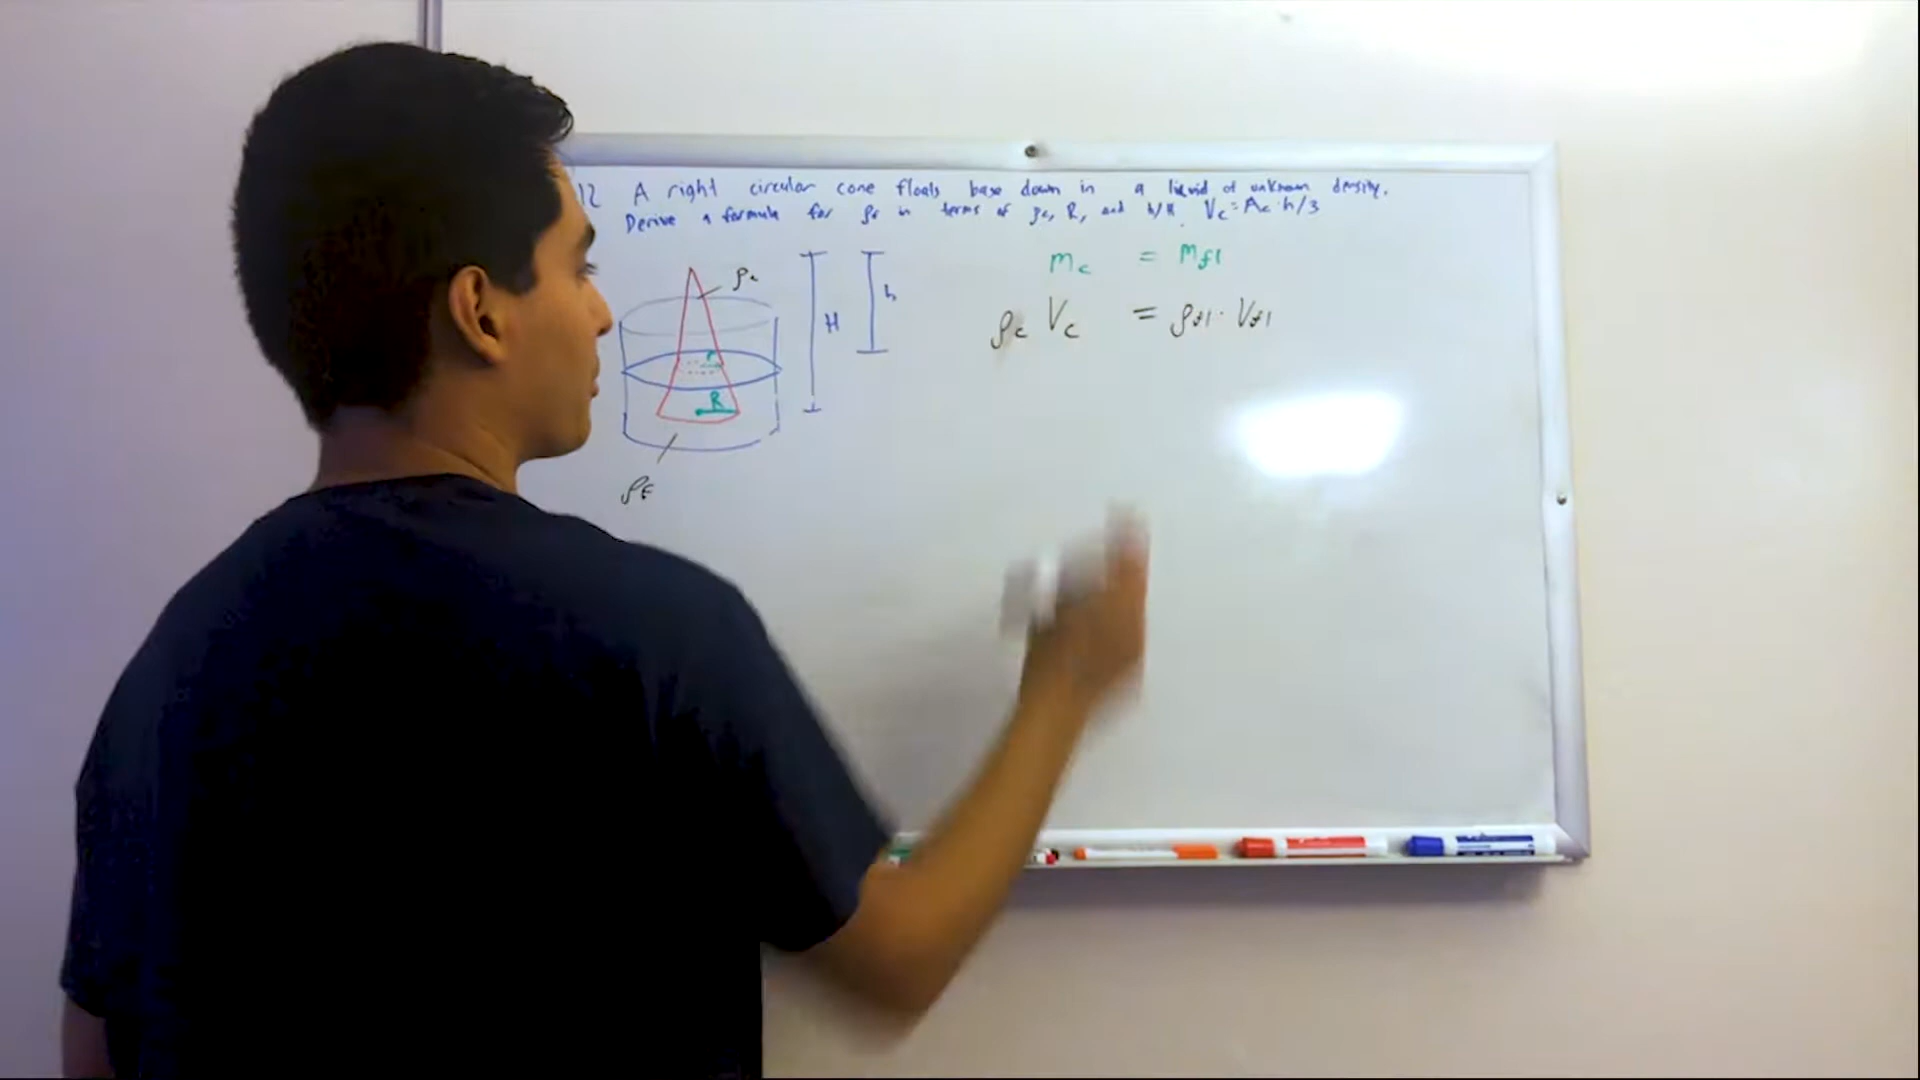 12 A right circular cone floats base down in a liquid of unknown density.
Derive a formula for ρf in terms of ρc, R, and h/H. Vc = Ac·h/3
mc = mfl
ρc
h
H
ρc Vc = ρfl · Vfl
r
R
ρf